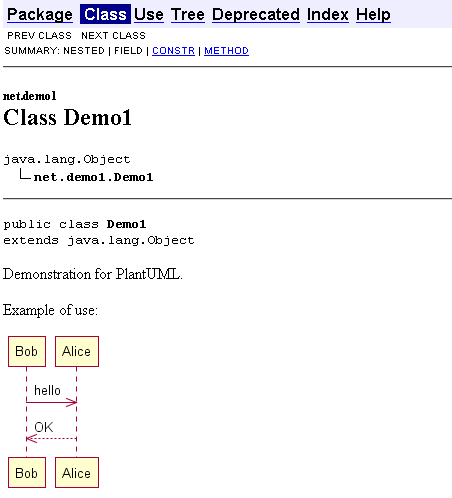 Package Class Use Tree Deprecated Index Help
PREV CLASS NEXT CLASS
SUMMARY: NESTED | FIELD | CONSTR | METHOD
net.demo1
Class Demo1
java.lang.Object
net.demo1.Demo1
public class Demo1
extends java.lang.Object
Demonstration for PlantUML.
Example of use:
Bob Alice
hello
OK
Bob Alice